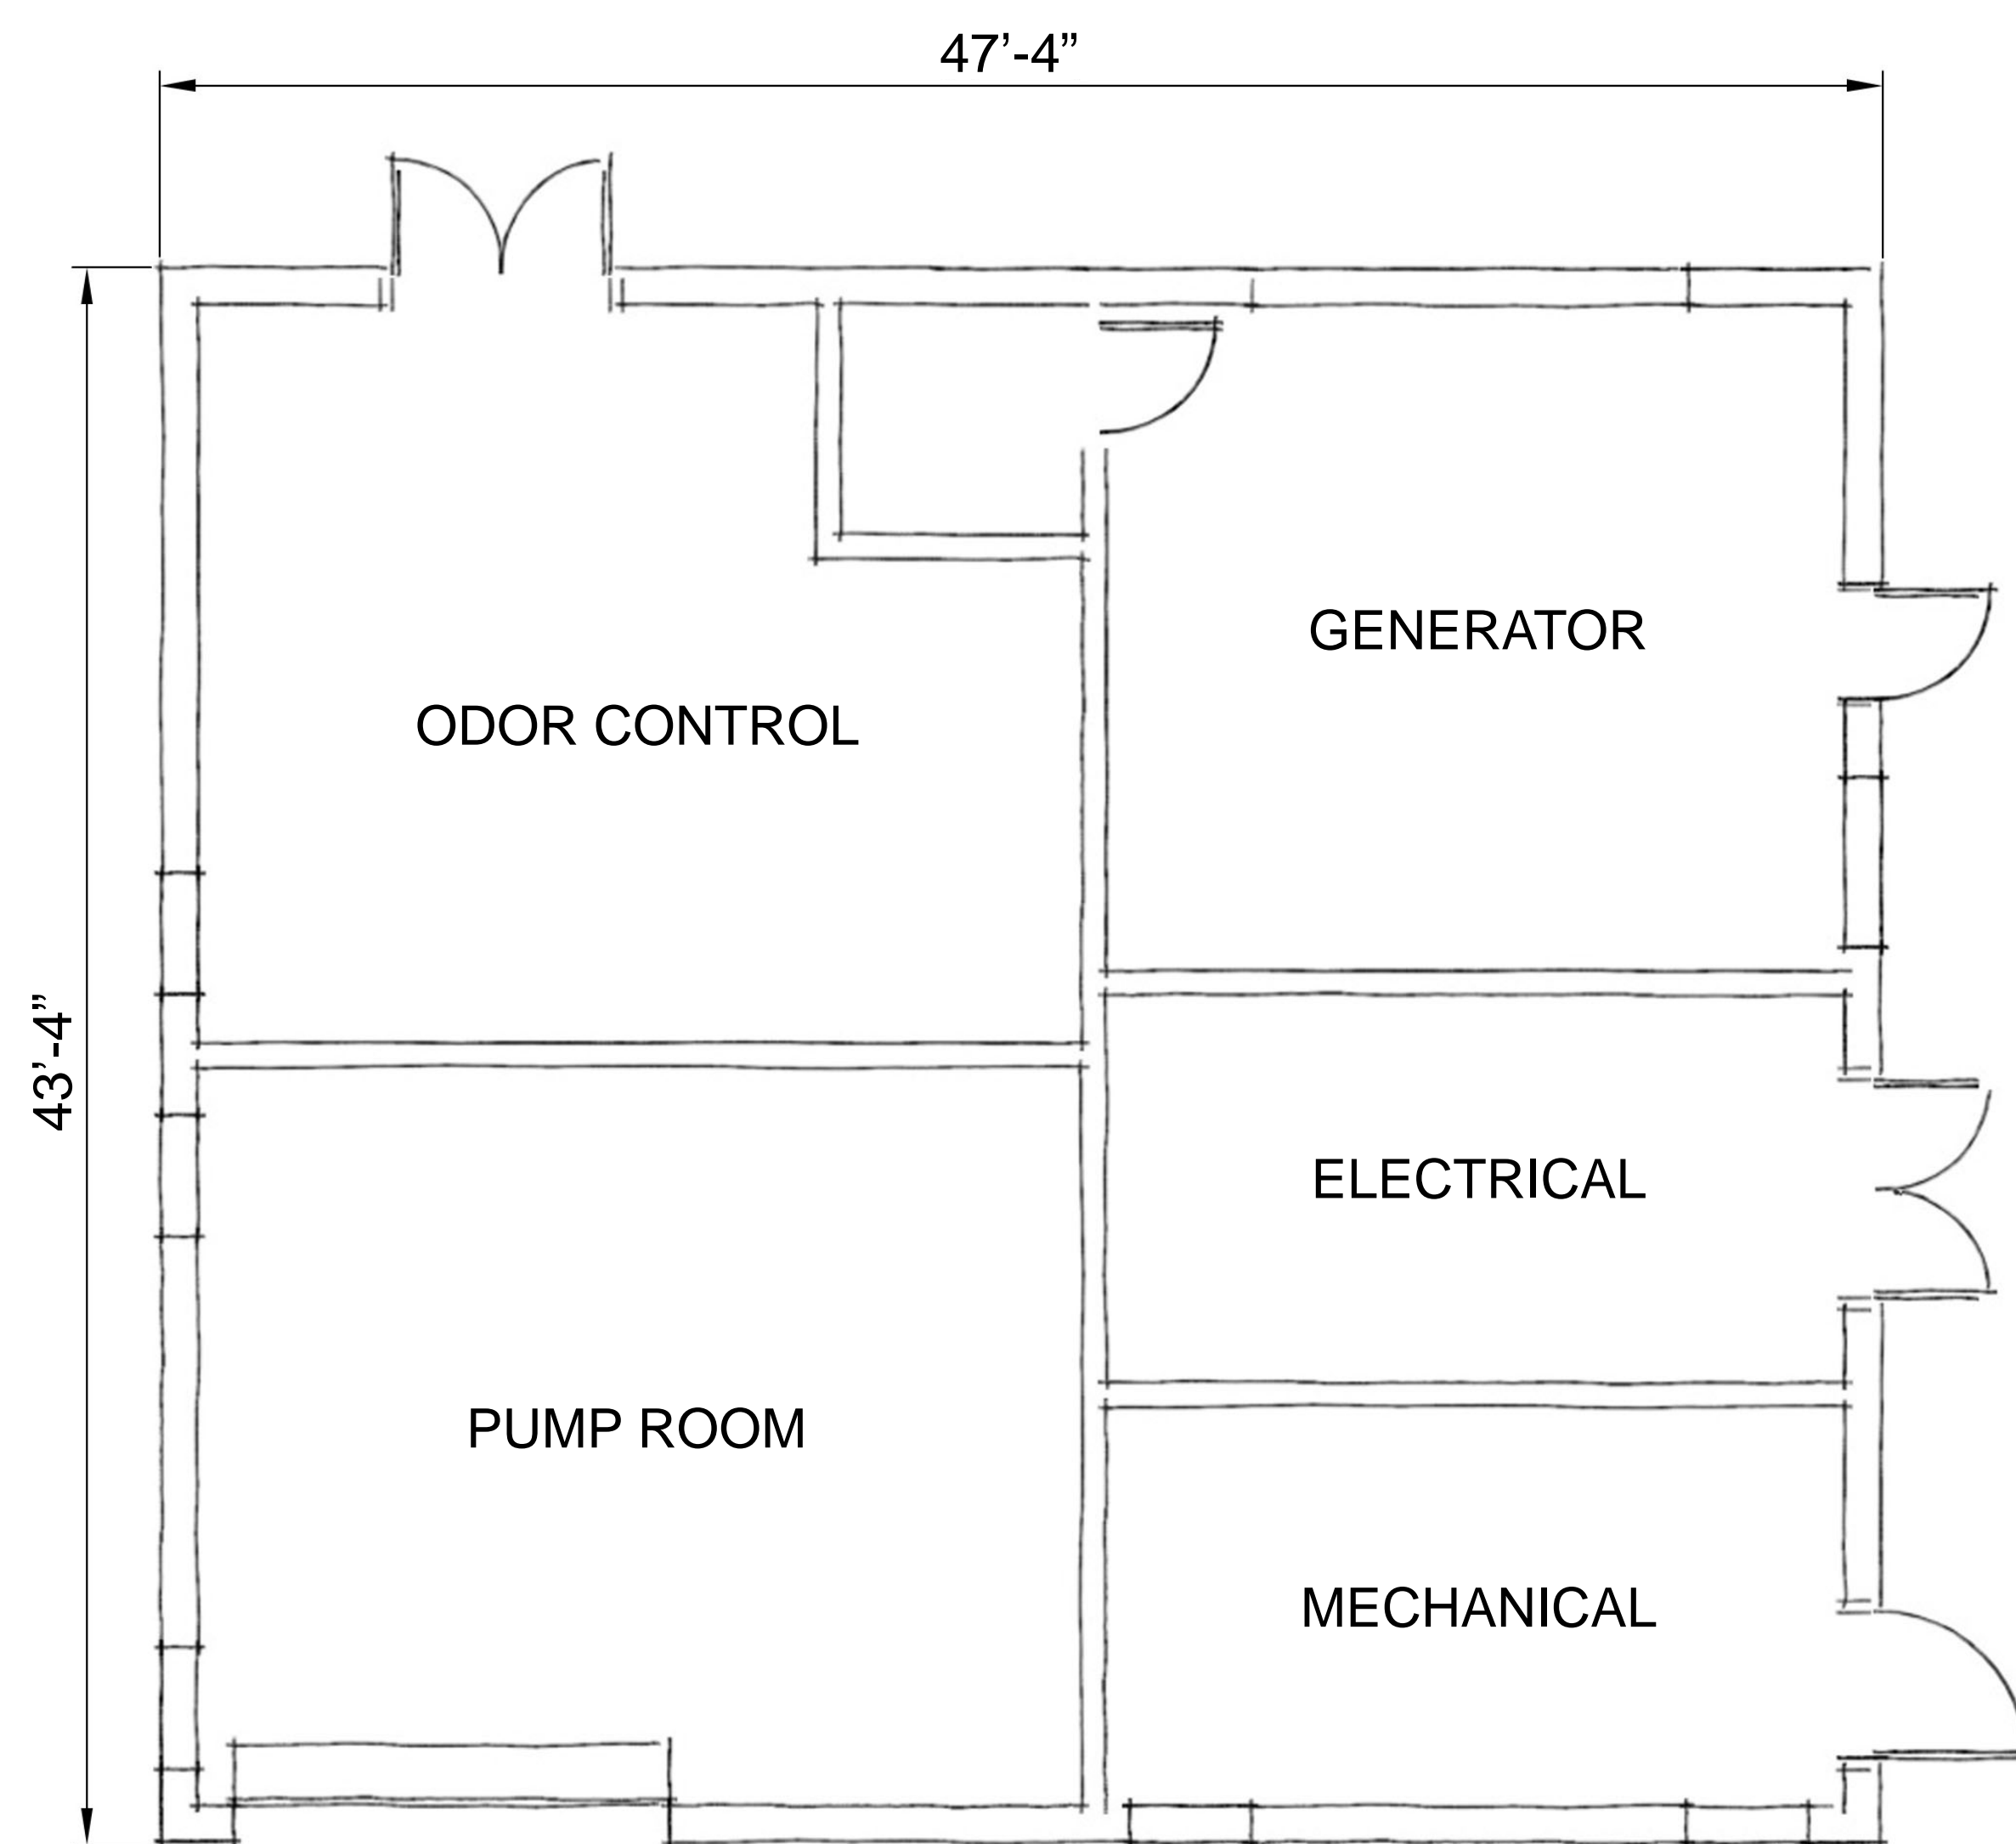 47’-4”
GENERATOR
ODOR CONTROL
43’-4”
ELECTRICAL
PUMP ROOM
MECHANICAL